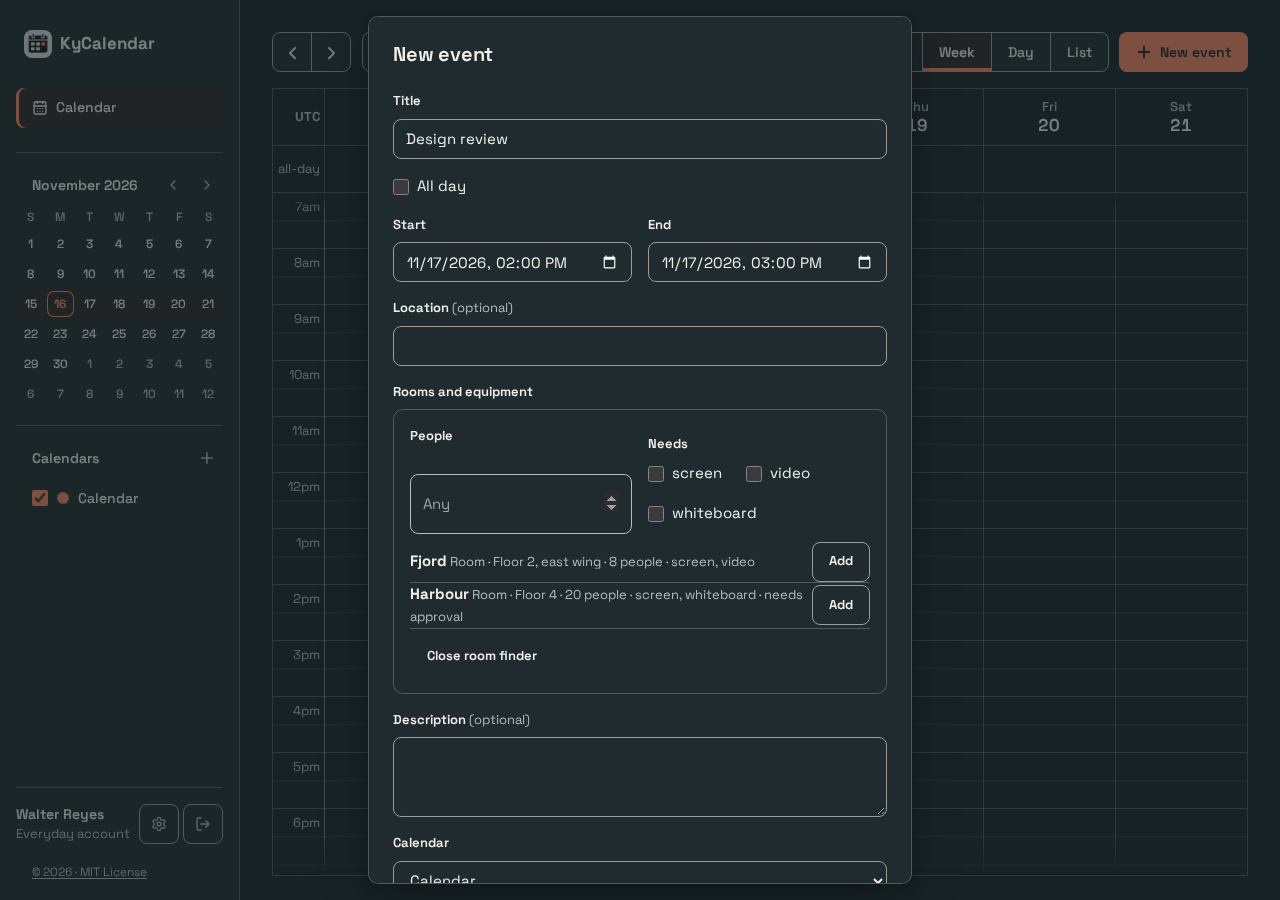 KyCalendar
Calendar
November 2026
S M T W T F S
1 2 3 4 5 6 7
8 9 10 11 12 13 14
15 16 17 18 19 20 21
22 23 24 25 26 27 28
29 30 1 2 3 4 5
6 7 8 9 10 11 12
Calendars
Calendar
Walter Reyes
Everyday account
© 2026 · MIT License
Week
Day
List
New event
UTC
Fri
20
Sat
21
all-day
7am
8am
9am
10am
11am
12pm
1pm
2pm
3pm
4pm
5pm
6pm
New event
Title
Design review
All day
Start
End
11/17/2026, 02:00 PM
11/17/2026, 03:00 PM
Location (optional)
Rooms and equipment
People
Any
Needs
screen
video
whiteboard
Fjord Room · Floor 2, east wing · 8 people · screen, video
Add
Harbour Room · Floor 4 · 20 people · screen, whiteboard · needs
approval
Add
Close room finder
Description (optional)
Calendar
Calendar